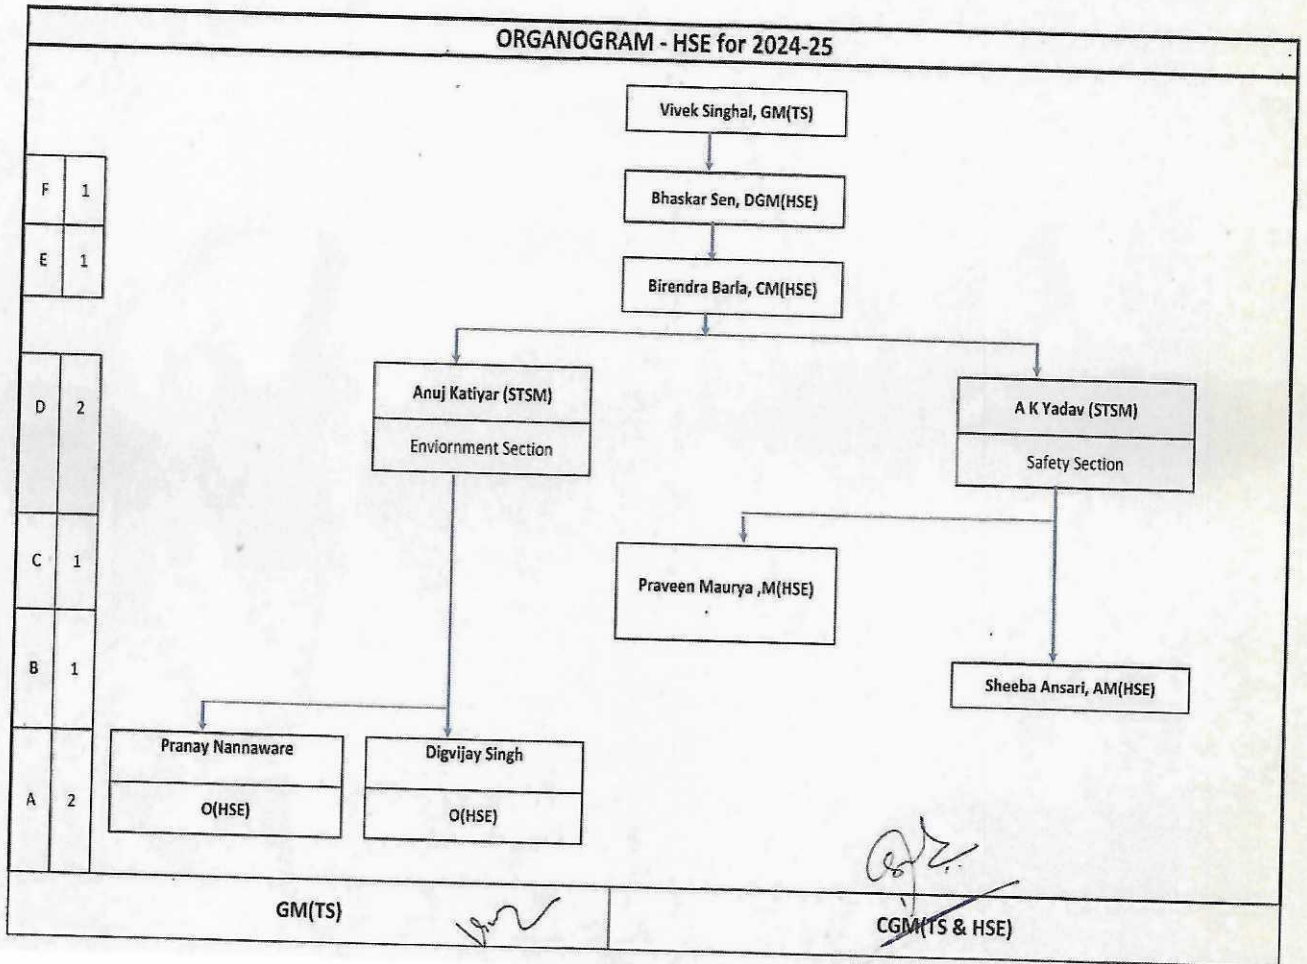 ORGANOGRAM - HSE for 2024-25
Vivek Singhal, GM(TS)
F 1
Bhaskar Sen, DGM(HSE)
E 1
Birendra Barla, CM(HSE)
D 2
Anuj Katiyar (STSM)
A K Yadav (STSM)
Enviornment Section
Safety Section
C 1
Praveen Maurya ,M(HSE)
B 1
Sheeba Ansari, AM(HSE)
Pranay Nannaware
Digvijay Singh
A 2
O(HSE)
O(HSE)
GM(TS)
CGM(TS & HSE)